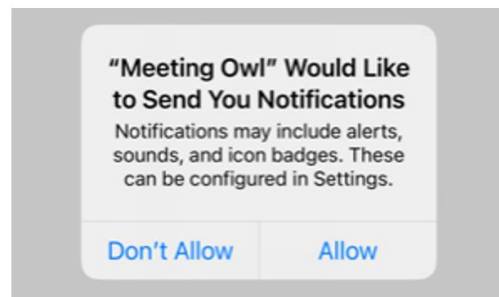 “Meeting Owl” Would Like
to Send You Notifications
Notifications may include alerts,
sounds, and icon badges. These
can be configured in Settings.
Don't Allow
Allow